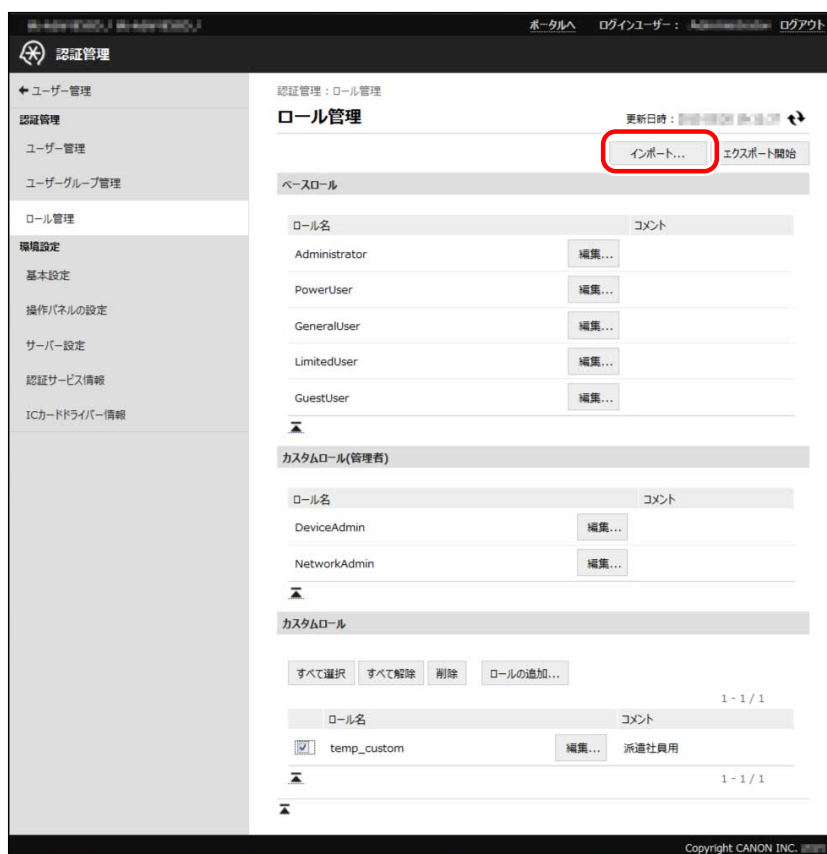 ポータルへ ログインユーザー： ログアウト
認証管理
ユーザー管理
認証管理
ユーザー管理
ユーザーグループ管理
ロール管理
環境設定
基本設定
操作パネルの設定
サーバー設定
認証サービス情報
ICカードドライバー情報
認証管理：ロール管理
ロール管理
更新日時：
インポート... エクスポート開始
ベースロール
ロール名 コメント
Administrator 編集...
PowerUser 編集...
GeneralUser 編集...
LimitedUser 編集...
GuestUser 編集...
カスタムロール(管理者)
ロール名 コメント
DeviceAdmin 編集...
NetworkAdmin 編集...
カスタムロール
すべて選択 すべて解除 削除 ロールの追加...
1 - 1 / 1
ロール名 コメント
temp_custom 編集... 派遣社員用
1 - 1 / 1
Copyright CANON INC.